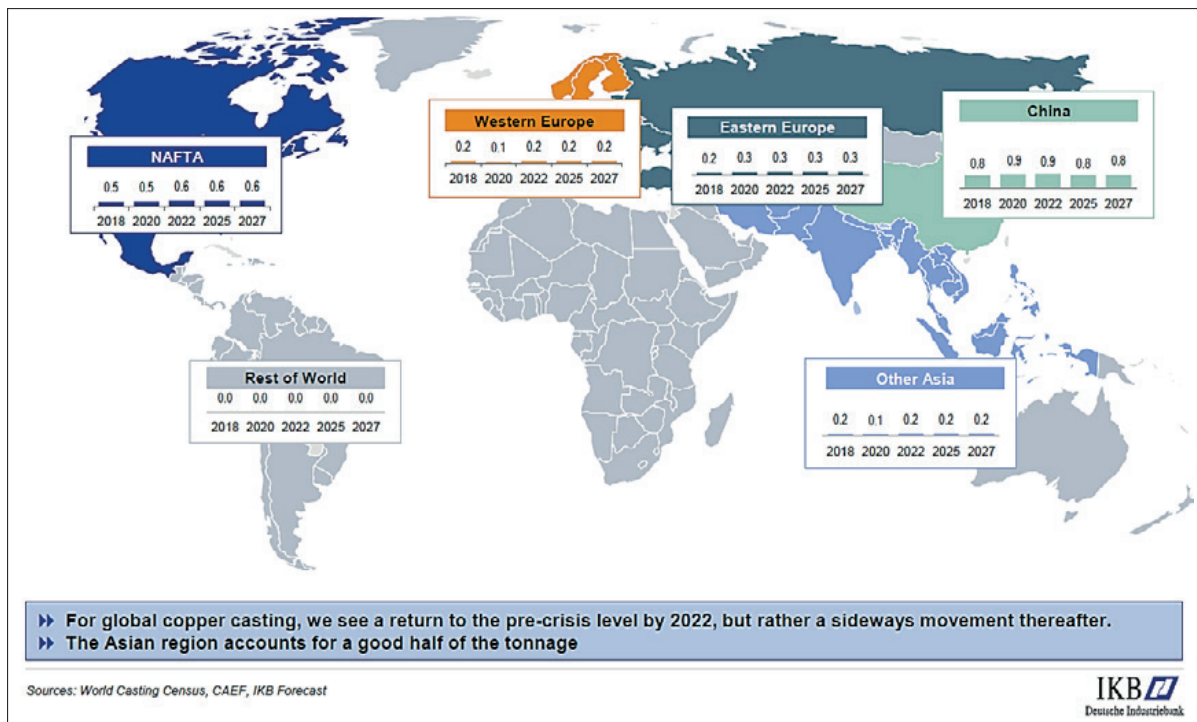 NAFTA
0.5 0.5 0.6 0.6 0.6
2018 2020 2022 2025 2027
Western Europe
0.2 0.1 0.2 0.2 0.2
2018 2020 2022 2025 2027
Eastern Europe
0.2 0.3 0.3 0.3 0.3
2018 2020 2022 2025 2027
China
0.8 0.9 0.9 0.8 0.8
2018 2020 2022 2025 2027
Rest of World
0.0 0.0 0.0 0.0 0.0
2018 2020 2022 2025 2027
Other Asia
0.2 0.1 0.2 0.2 0.2
2018 2020 2022 2025 2027
For global copper casting, we see a return to the pre-crisis level by 2022, but rather a sideways movement thereafter.
The Asian region accounts for a good half of the tonnage
Sources: World Casting Census, CAEF, IKB Forecast
IKB
Deutsche Industriebank